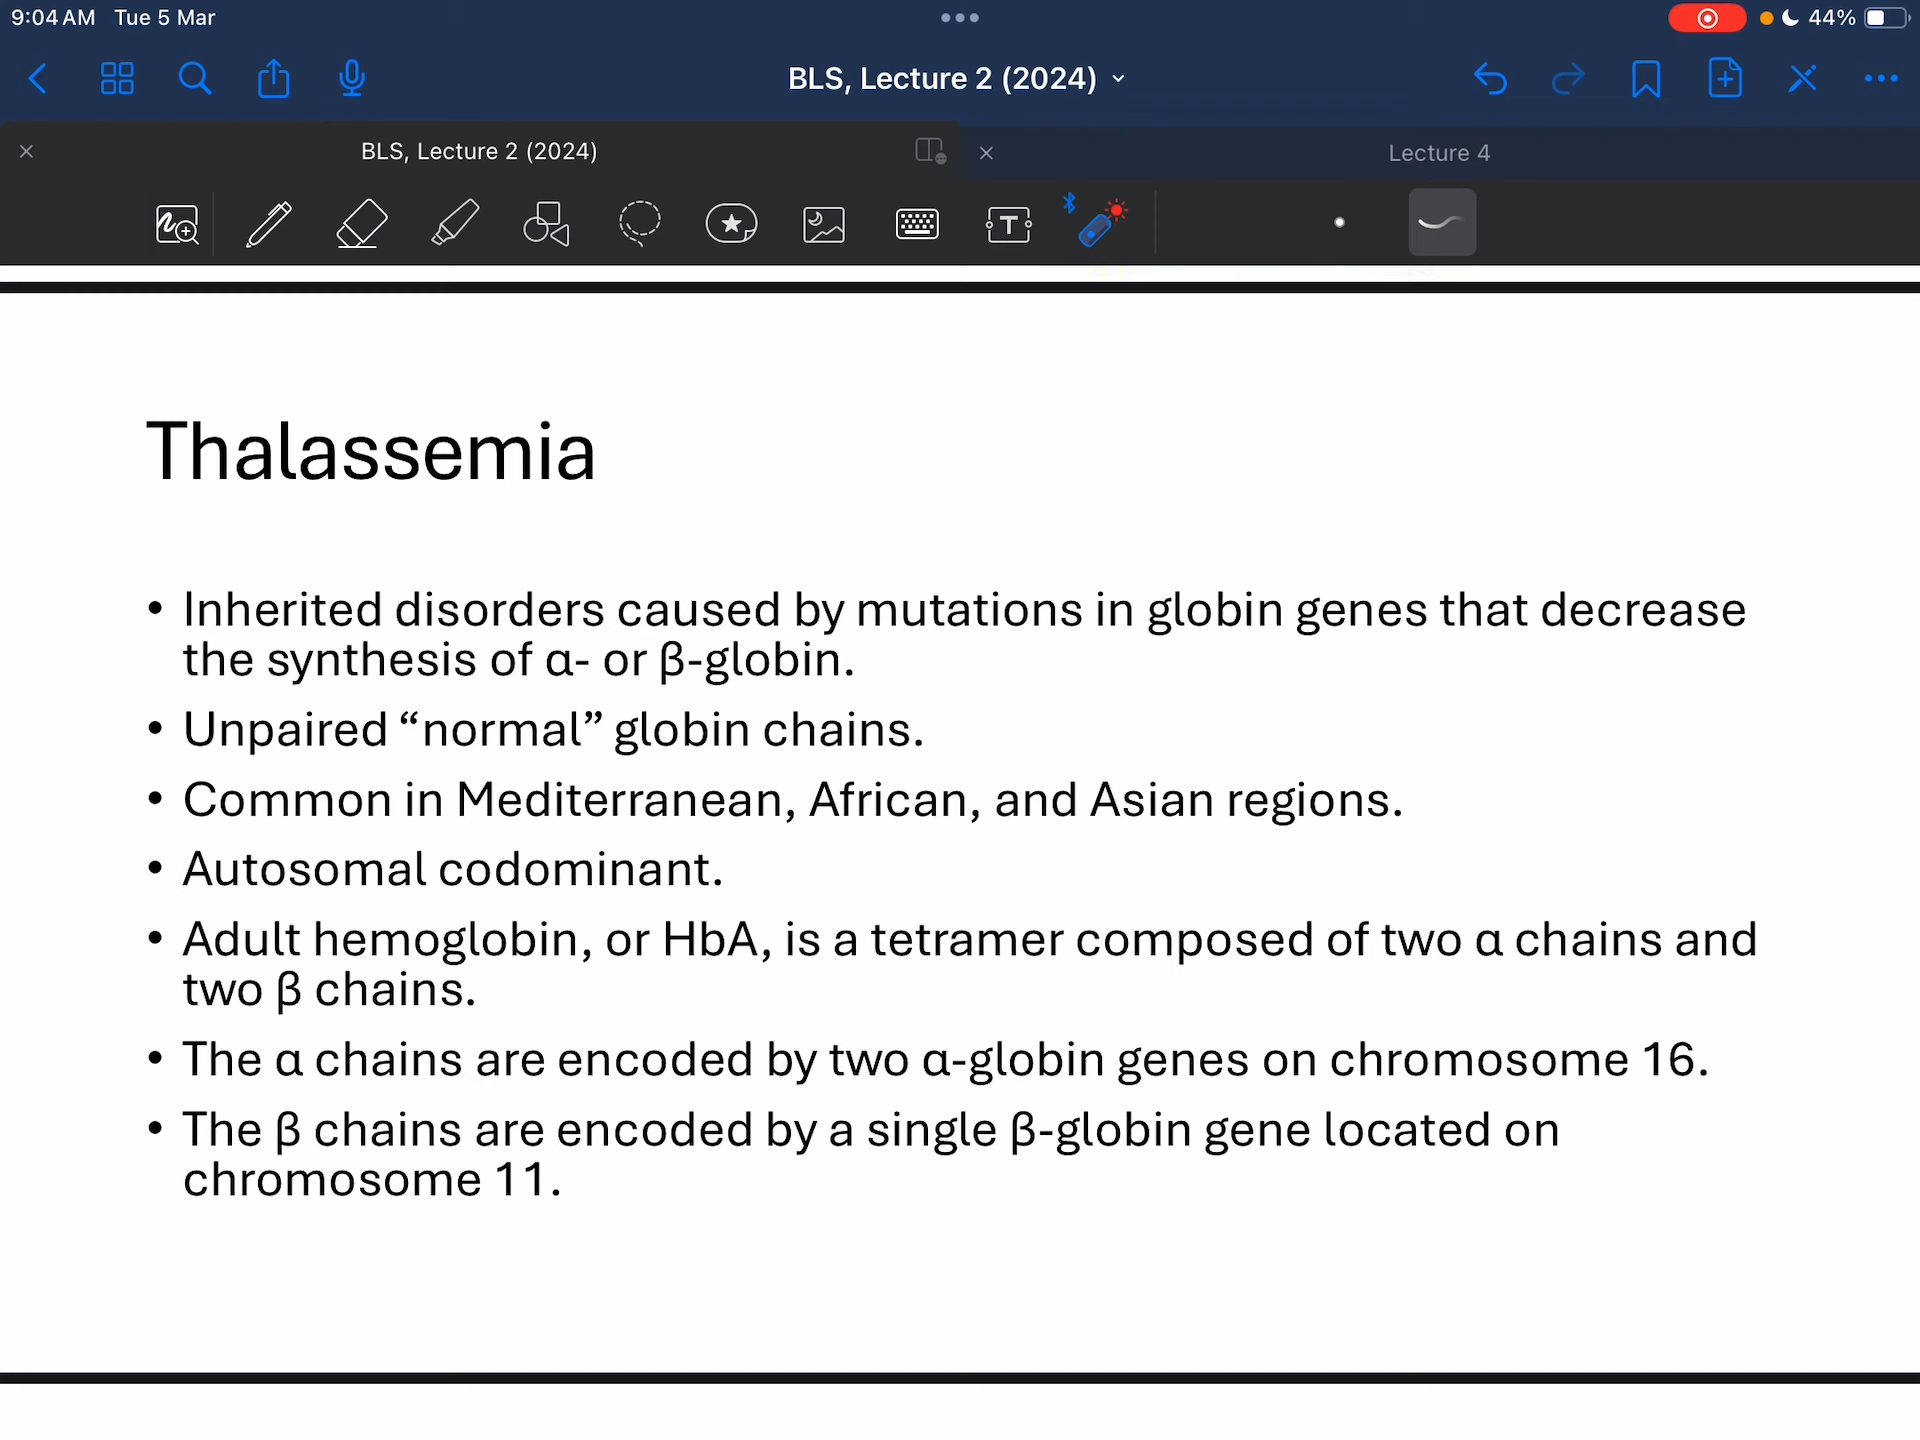 9:04 AM Tue 5 Mar
44%
BLS, Lecture 2 (2024)
BLS, Lecture 2 (2024)
Lecture 4
T
Thalassemia
• Inherited disorders caused by mutations in globin genes that decrease
the synthesis of α- or β-globin.
• Unpaired “normal” globin chains.
• Common in Mediterranean, African, and Asian regions.
• Autosomal codominant.
• Adult hemoglobin, or HbA, is a tetramer composed of two α chains and
two β chains.
• The α chains are encoded by two α-globin genes on chromosome 16.
• The β chains are encoded by a single β-globin gene located on
chromosome 11.